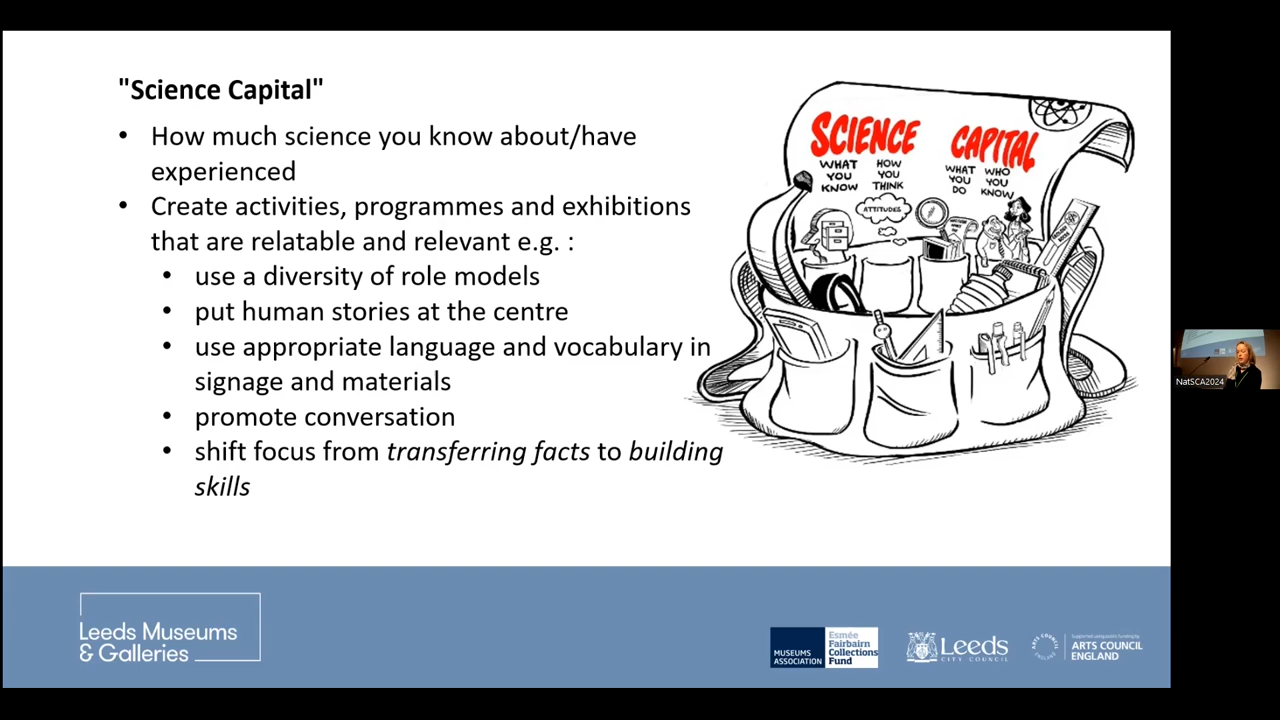 "Science Capital"
• How much science you know about/have
experienced
• Create activities, programmes and exhibitions
that are relatable and relevant e.g. :
• use a diversity of role models
• put human stories at the centre
• use appropriate language and vocabulary in
signage and materials
• promote conversation
• shift focus from transferring facts to building
skills
SCIENCE CAPITAL
WHAT YOU KNOW
HOW YOU THINK
WHAT YOU DO
WHO YOU KNOW
ATTITUDES
NatSCA2024
Leeds Museums
& Galleries
MUSEUMS
ASSOCIATION
Esmée
Fairbairn
Collections
Fund
Leeds
CITY COUNCIL
ARTS COUNCIL
ENGLAND